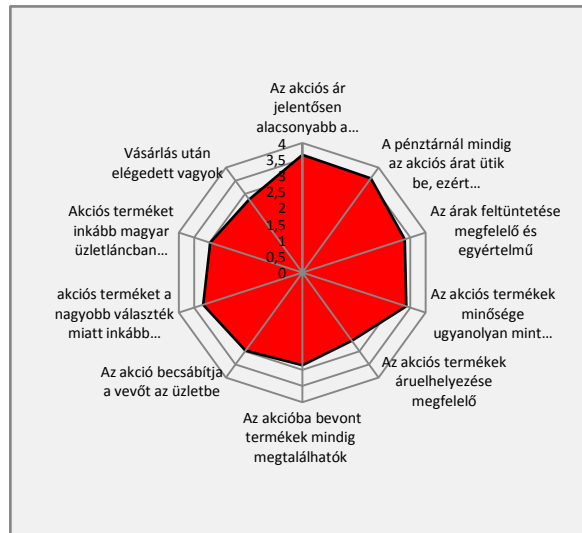 Az akciós ár
jelentősen
alacsonyabb a…
A pénztárnál mindig
az akciós árat ütik
be, ezért…
Az árak feltüntetése
megfelelő és
egyértelmű
Az akciós termékek
minősége
ugyanolyan mint…
Az akciós termékek
áruelhelyezése
megfelelő
Az akcióba bevont
termékek mindig
megtalálhatók
Az akció becsábítja
a vevőt az üzletbe
akciós terméket a
nagyobb választék
miatt inkább…
Akciós terméket
inkább magyar
üzletláncban…
Vásárlás után
elégedett vagyok
4
3,5
3
2,5
2
1,5
1
0,5
0